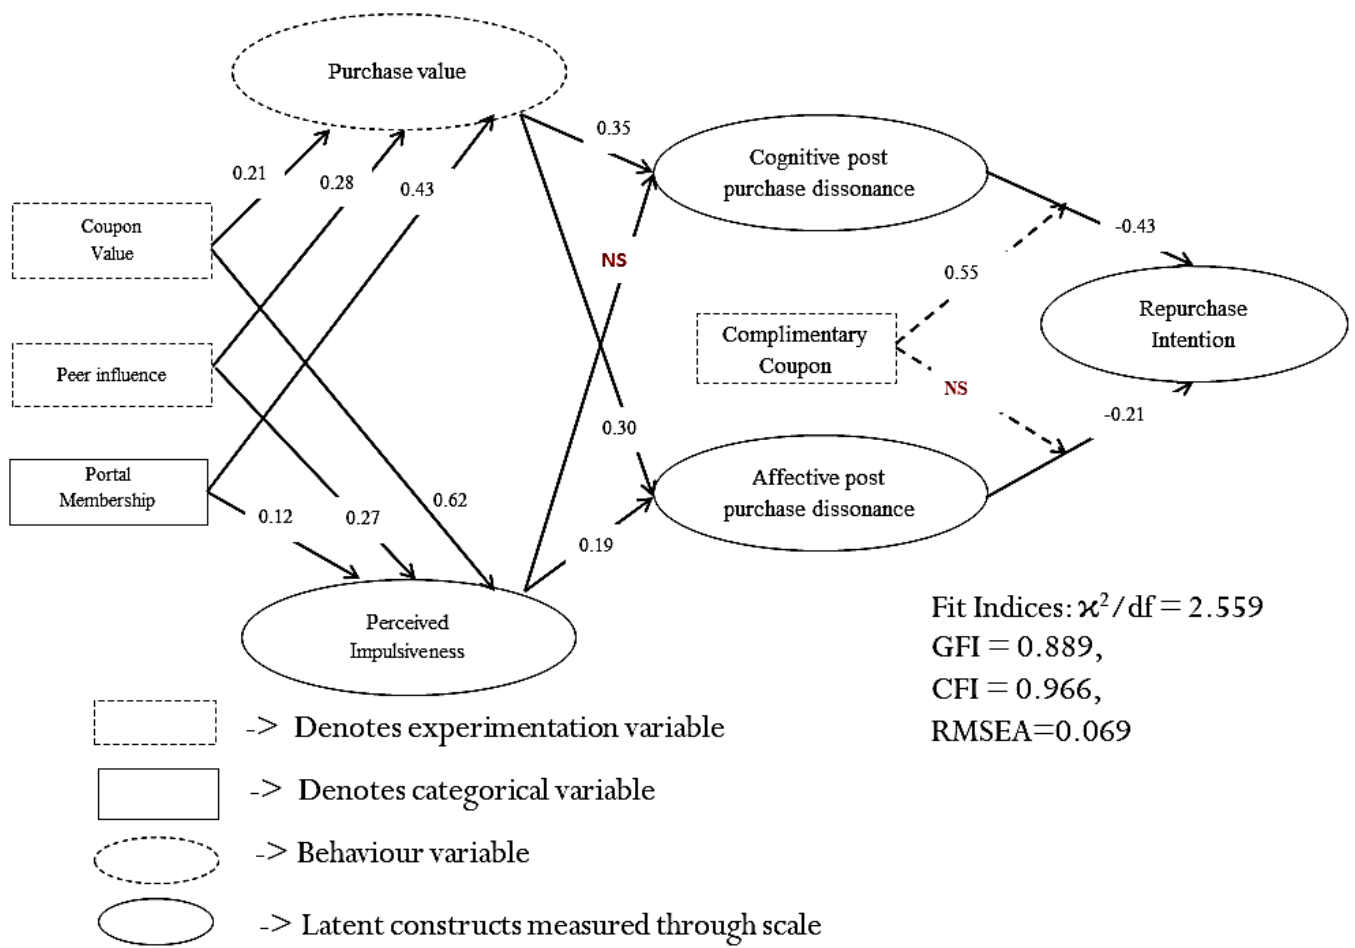 Purchase value
0.35
0.21
0.28
0.43
Cognitive post
purchase dissonance
Coupon
Value
-0.43
NS
0.55
Repurchase
Intention
Complimentary
Coupon
Peer influence
NS
-0.21
0.30
Portal
Membership
Affective post
purchase dissonance
0.12
0.27
0.62
0.19
Perceived
Impulsiveness
Fit Indices: ϰ²/df = 2.559
GFI = 0.889,
CFI = 0.966,
RMSEA=0.069
-> Denotes experimentation variable
-> Denotes categorical variable
-> Behaviour variable
-> Latent constructs measured through scale